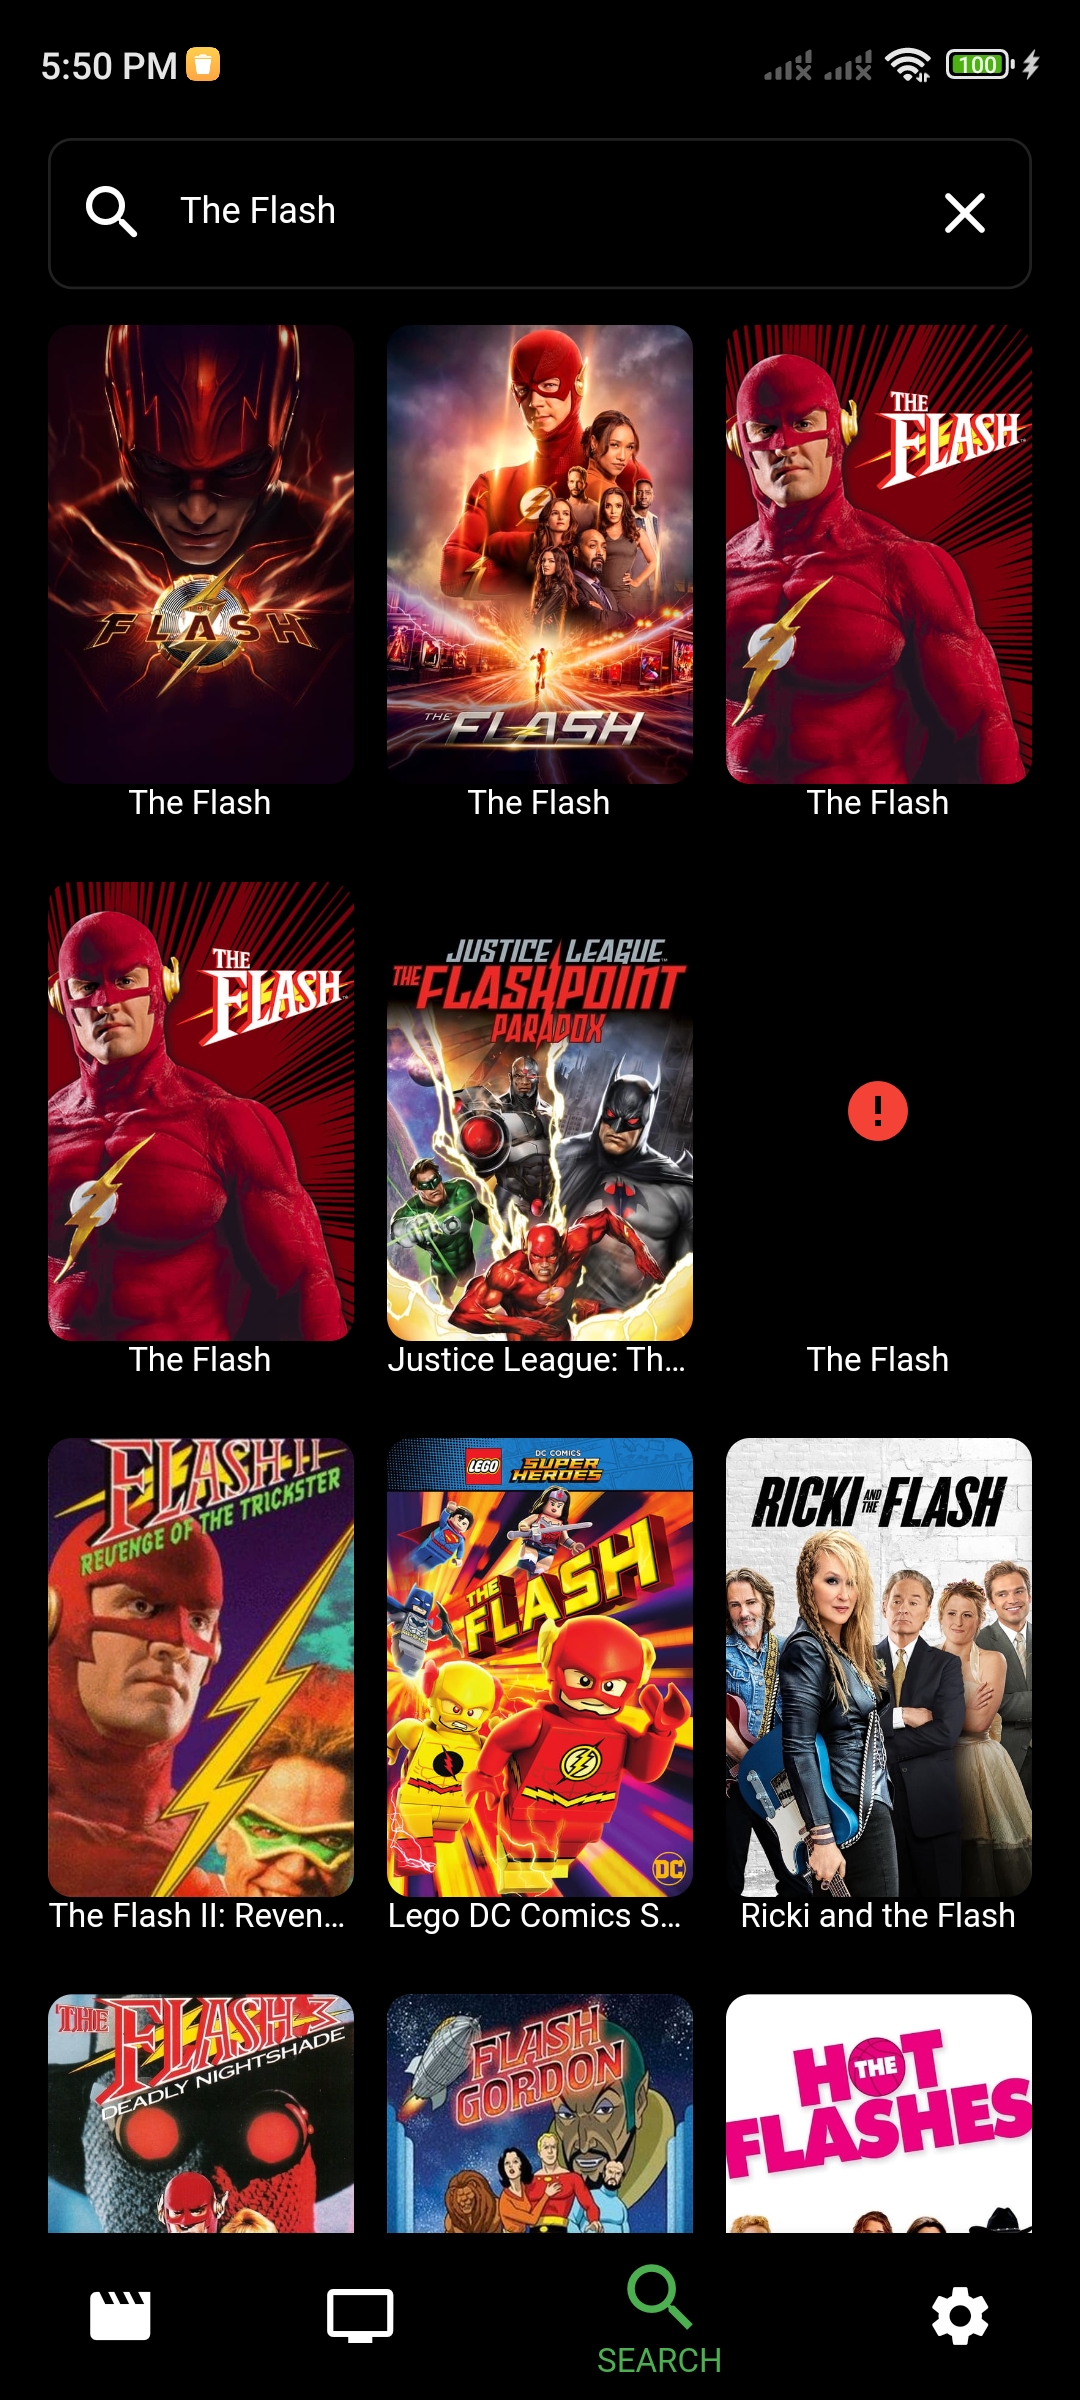 5:50 PM
100
The Flash
FLASH
THE FLASH
THE
FLASH
The Flash
The Flash
The Flash
THE
FLASH
JUSTICE LEAGUE
THE FLASHPOINT
PARADOX
The Flash
Justice League: Th...
The Flash
FLASH II
REVENGE OF THE TRICKSTER
LEGO
DC COMICS
SUPER
HEROES
THE
FLASH
DC
RICKI AND THE FLASH
The Flash II: Reven...
Lego DC Comics S...
Ricki and the Flash
THE FLASH 3
DEADLY NIGHTSHADE
FLASH
GORDON
THE
HOT
FLASHES
SEARCH